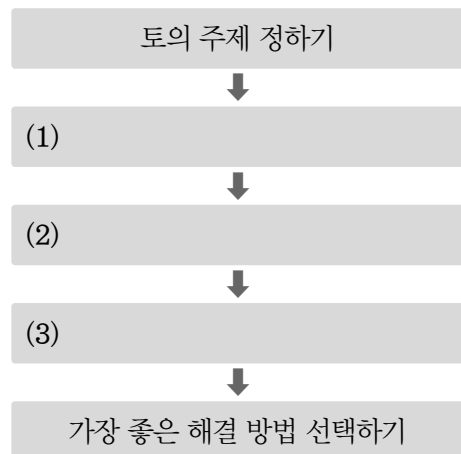 토의 주제 정하기
(1)
(2)
(3)
가장 좋은 해결 방법 선택하기